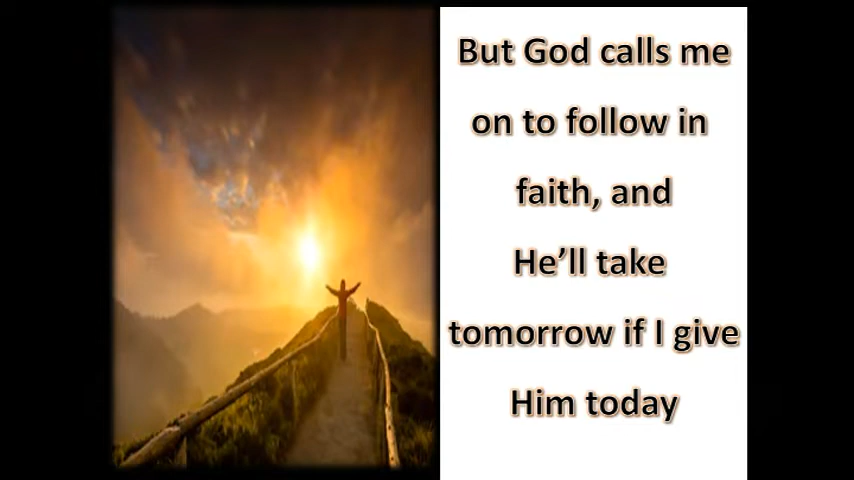 But God calls me
on to follow in
faith, and
He’ll take
tomorrow if I give
Him today